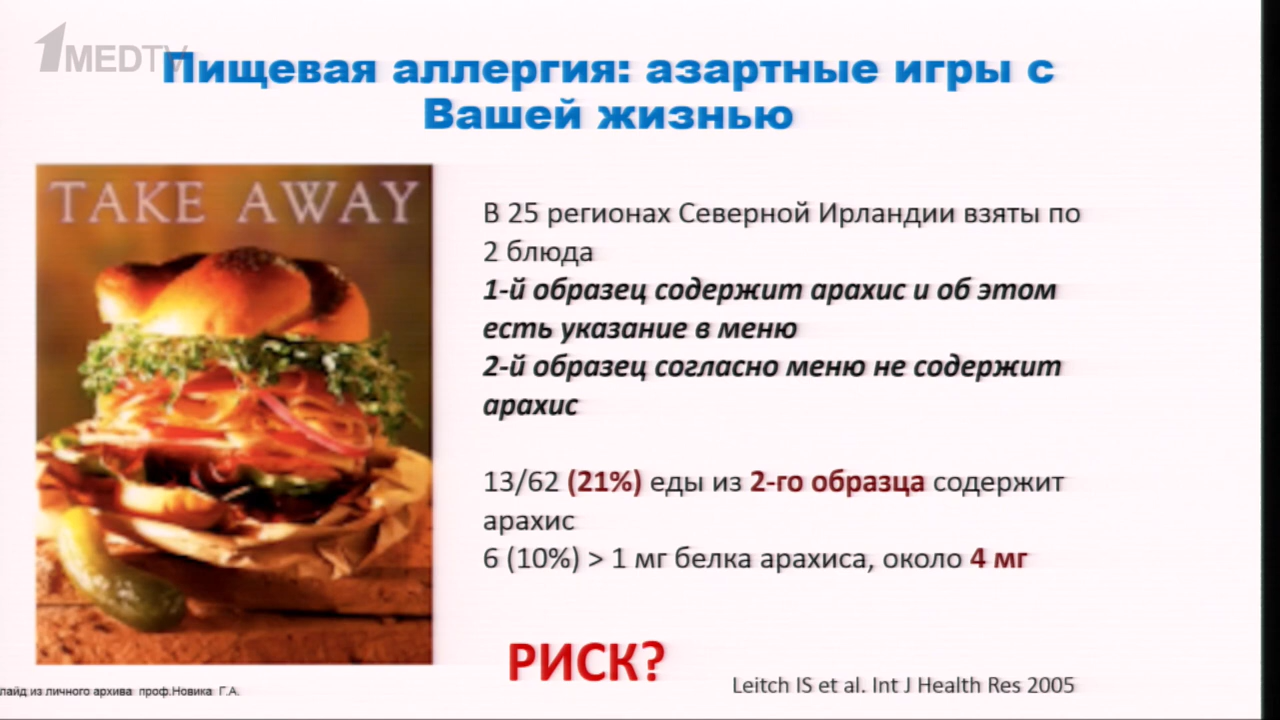 1MEDTV
Пищевая аллергия: азартные игры с
Вашей жизнью
TAKE AWAY
В 25 регионах Северной Ирландии взяты по
2 блюда
1-й образец содержит арахис и об этом
есть указание в меню
2-й образец согласно меню не содержит
арахис
13/62 (21%) еды из 2-го образца содержит
арахис
6 (10%) > 1 мг белка арахиса, около 4 мг
РИСК?
Leitch IS et al. Int J Health Res 2005
лайд из личного архива проф.Новика Г.А.